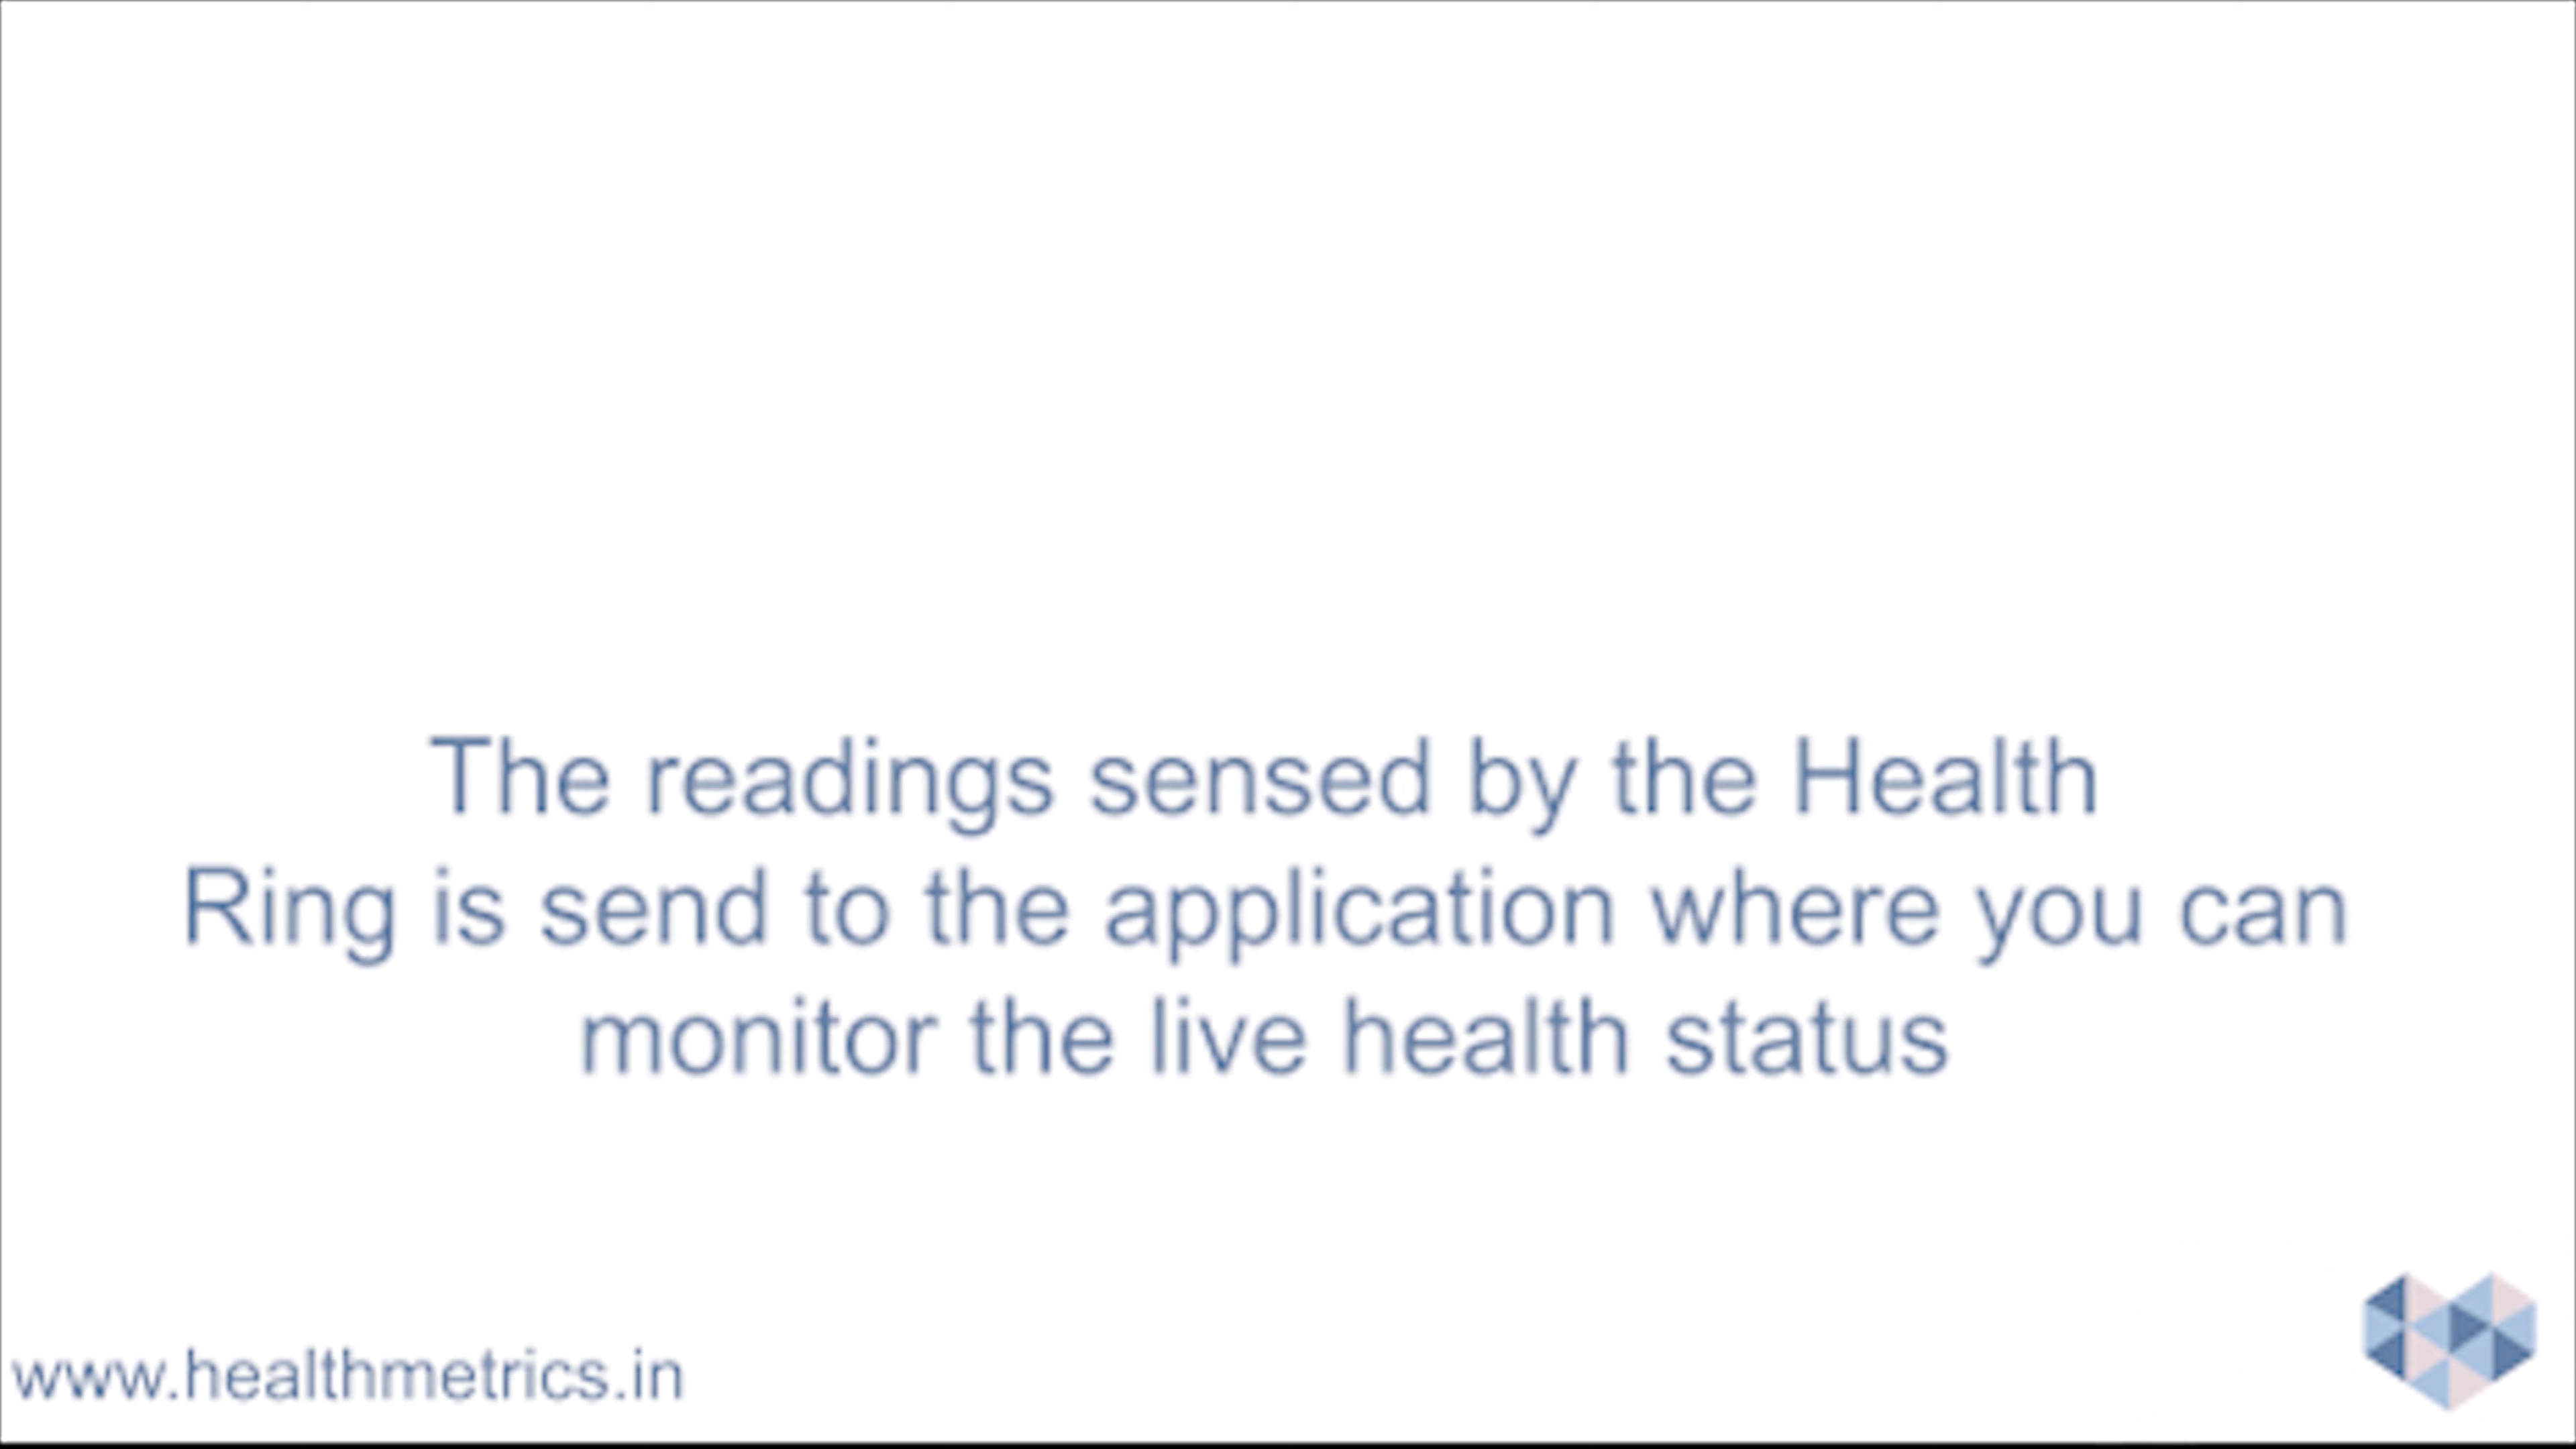 The readings sensed by the Health
Ring is send to the application where you can
monitor the live health status
www.healthmetrics.in